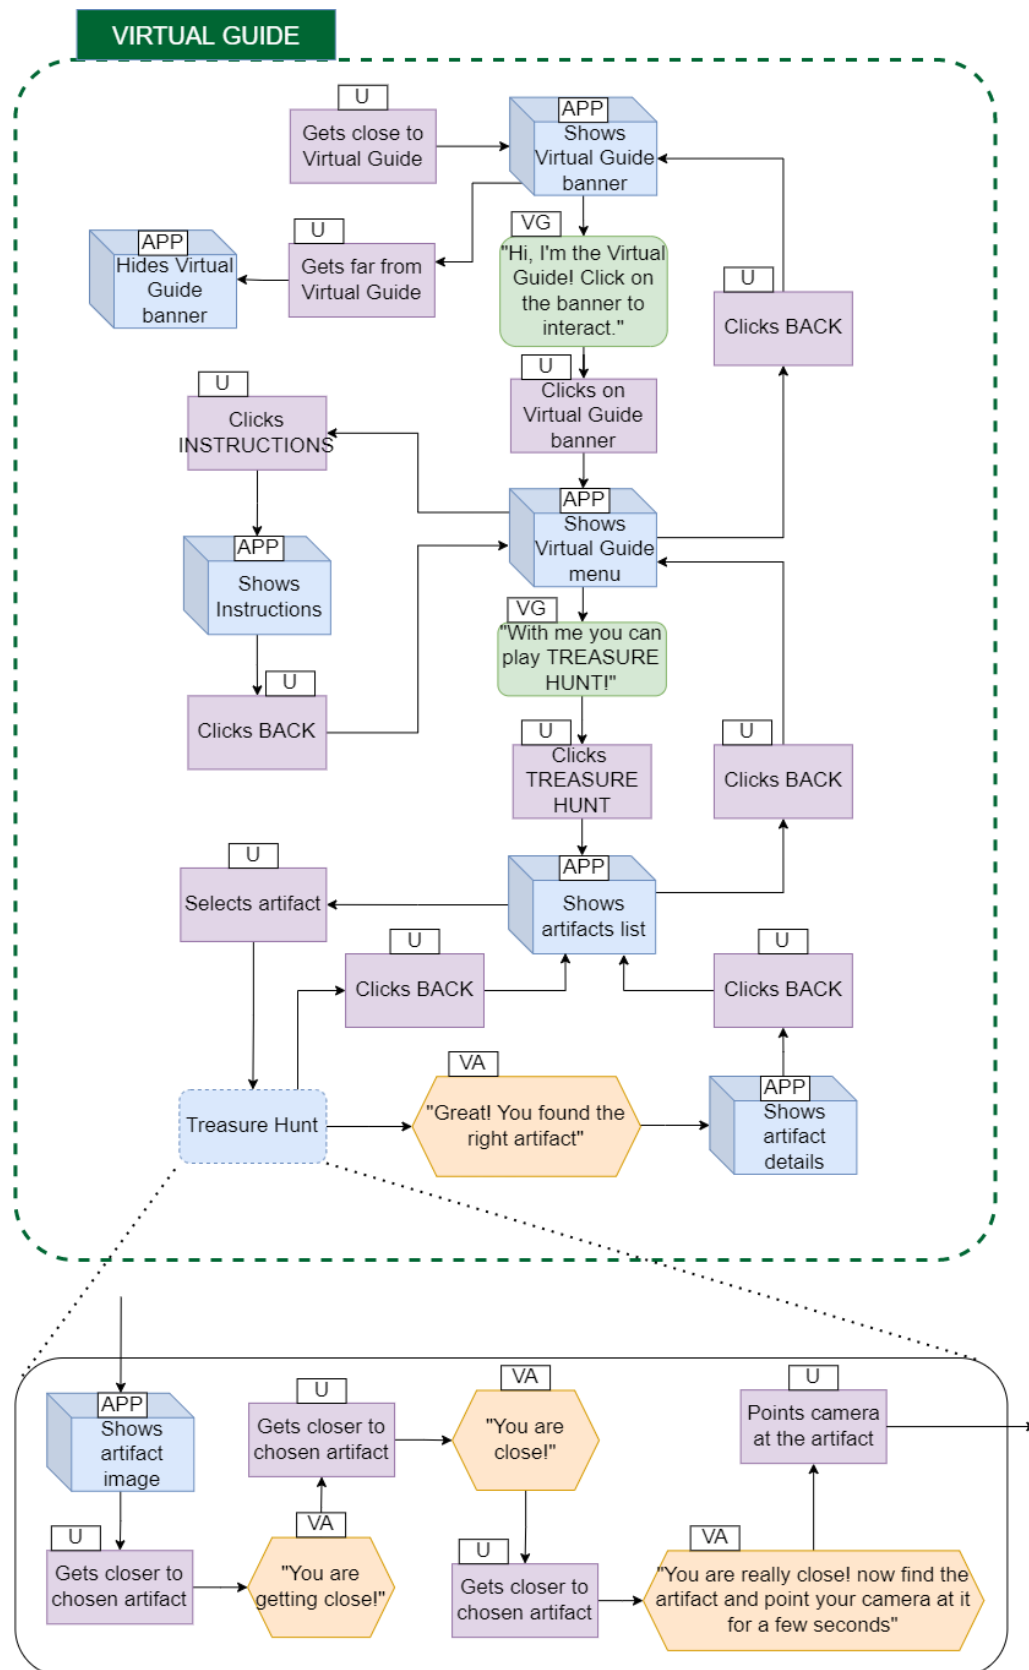 VIRTUAL GUIDE
U
Gets close to
Virtual Guide
APP
Shows
Virtual Guide
banner
VG
"Hi, I'm the Virtual
Guide! Click on
the banner to
interact."
U
Gets far from
Virtual Guide
APP
Hides Virtual
Guide
banner
U
Clicks BACK
U
Clicks on
Virtual Guide
banner
U
Clicks
INSTRUCTIONS
APP
Shows
Virtual Guide
menu
APP
Shows
Instructions
VG
"With me you can
play TREASURE
HUNT!"
U
Clicks BACK
U
Clicks
TREASURE
HUNT
U
Clicks BACK
U
Selects artifact
APP
Shows
artifacts list
U
Clicks BACK
U
Clicks BACK
Treasure Hunt
VA
"Great! You found the
right artifact"
APP
Shows
artifact
details
APP
Shows
artifact
image
U
Gets closer to
chosen artifact
VA
"You are
getting close!"
U
Gets closer to
chosen artifact
VA
"You are
close!"
U
Gets closer to
chosen artifact
VA
"You are really close! now find the
artifact and point your camera at it
for a few seconds"
U
Points camera
at the artifact